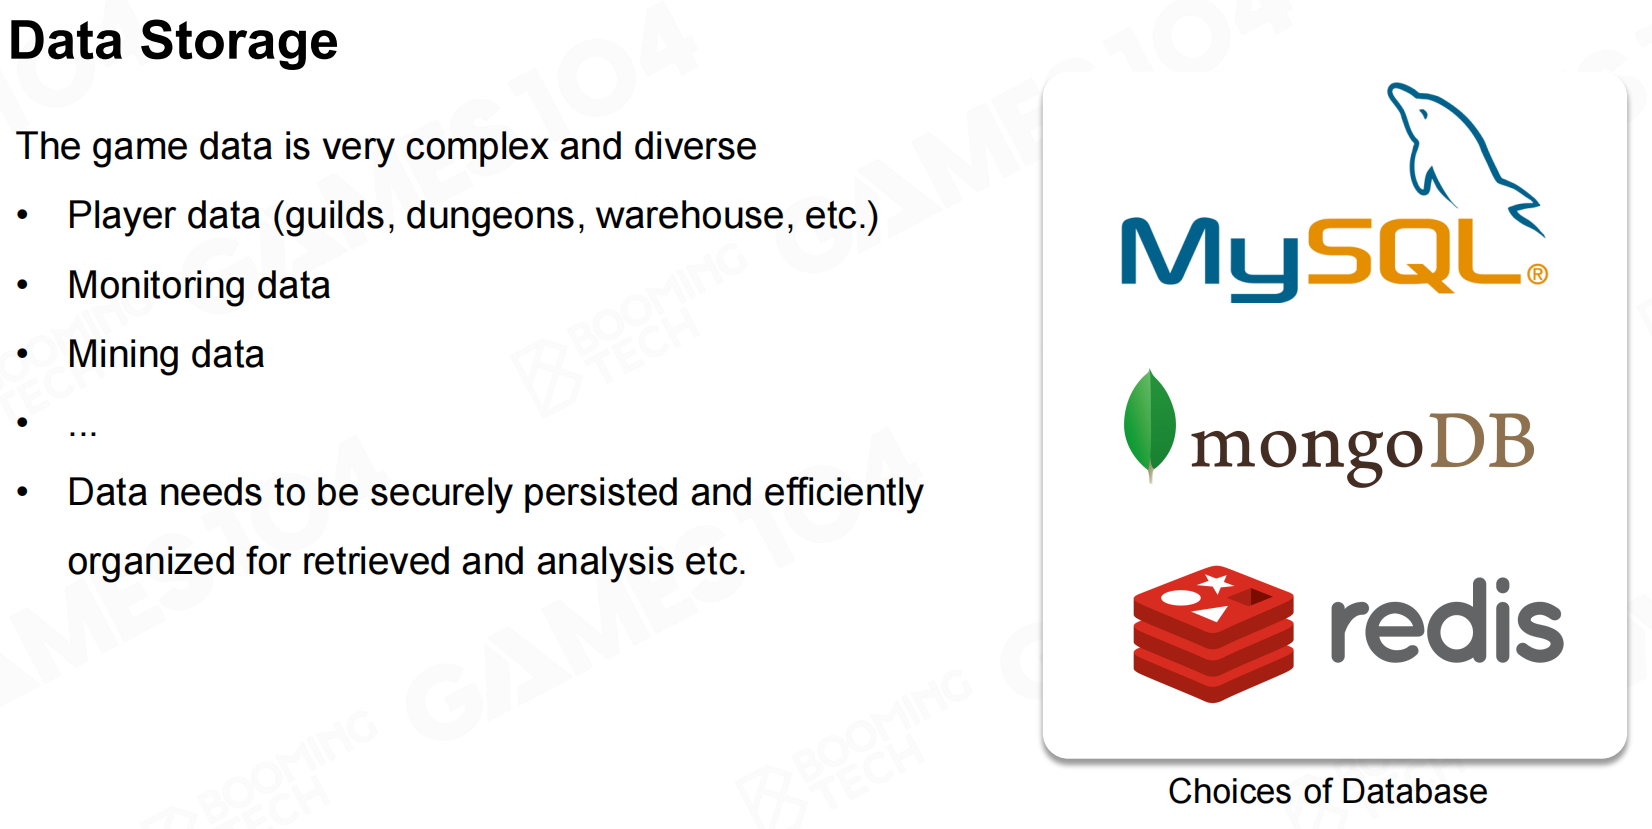 Data Storage
The game data is very complex and diverse
• Player data (guilds, dungeons, warehouse, etc.)
• Monitoring data
• Mining data
• ...
• Data needs to be securely persisted and efficiently
organized for retrieved and analysis etc.
MySQL®
mongoDB
redis
Choices of Database
GAMES104
BOOMING
TECH